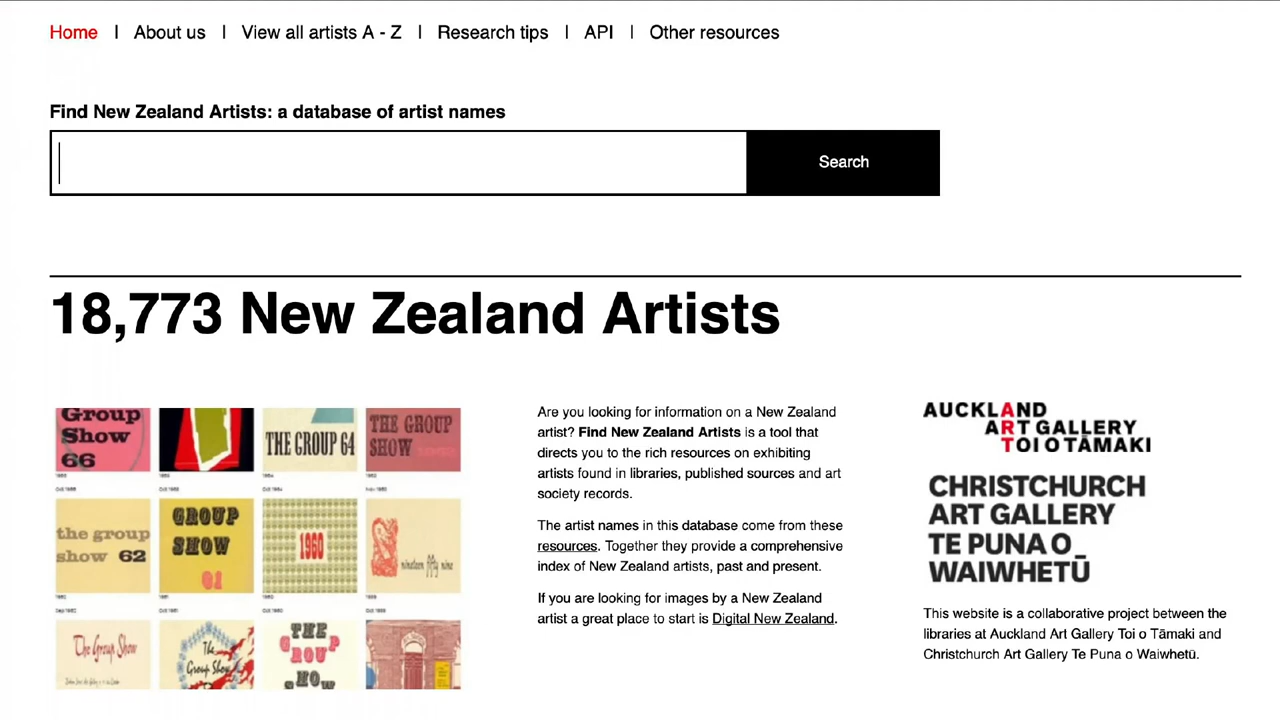 Home | About us | View all artists A - Z | Research tips | API | Other resources
Find New Zealand Artists: a database of artist names
Search
18,773 New Zealand Artists
Group
Show
66
THE GROUP 64
THE GROUP
SHOW
the group
show 62
GROUP
SHOW
61
1960
nineteen fifty nine
The Group Show
The
Group Show
THE
GROUP
SHOW
Are you looking for information on a New Zealand
artist? Find New Zealand Artists is a tool that
directs you to the rich resources on exhibiting
artists found in libraries, published sources and art
society records.
The artist names in this database come from these
resources. Together they provide a comprehensive
index of New Zealand artists, past and present.
If you are looking for images by a New Zealand
artist a great place to start is Digital New Zealand.
AUCKLAND
ART GALLERY
TOI O TĀMAKI
CHRISTCHURCH
ART GALLERY
TE PUNA O
WAIWHETŪ
This website is a collaborative project between the
libraries at Auckland Art Gallery Toi o Tāmaki and
Christchurch Art Gallery Te Puna o Waiwhetū.